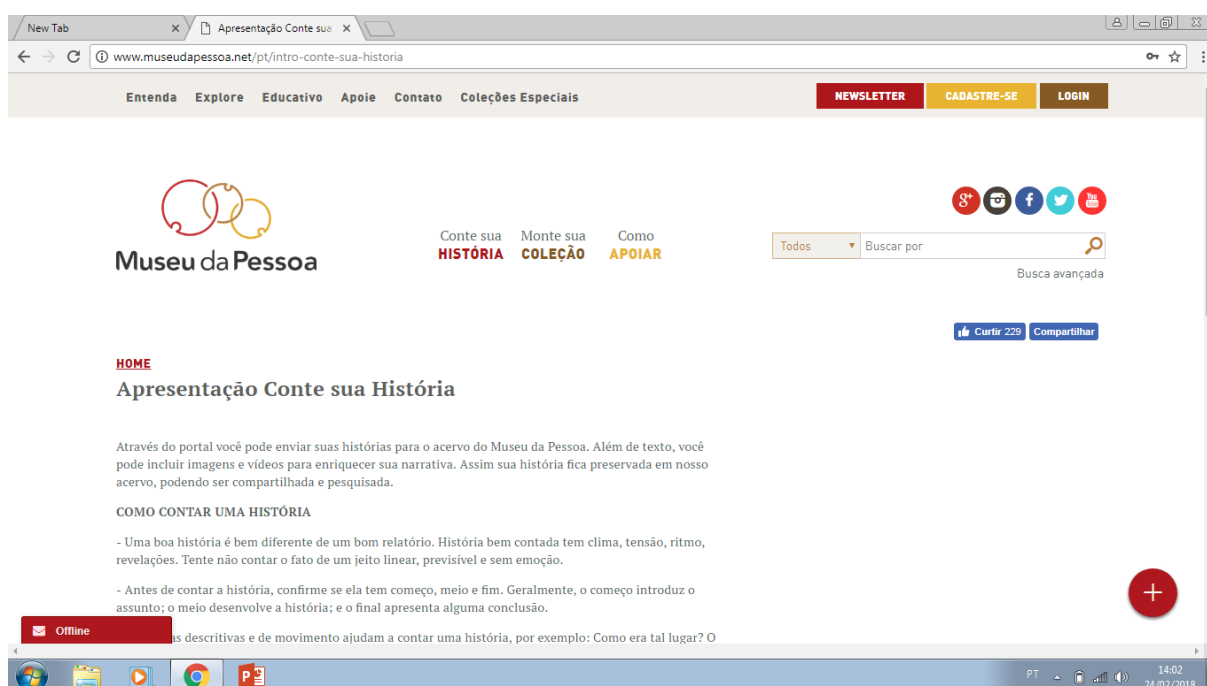 New Tab
Apresentação Conte sua
www.museudapessoa.net/pt/intro-conte-sua-historia
Entenda Explore Educativo Apoie Contato Coleções Especiais NEWSLETTER CADASTRE-SE LOGIN
Museu da Pessoa
Conte sua HISTÓRIA
Monte sua COLEÇÃO
Como APOIAR
Todos Buscar por
Busca avançada
Curtir 229 Compartilhar
HOME
Apresentação Conte sua História
Através do portal você pode enviar suas histórias para o acervo do Museu da Pessoa. Além de texto, você
pode incluir imagens e vídeos para enriquecer sua narrativa. Assim sua história fica preservada em nosso
acervo, podendo ser compartilhada e pesquisada.
COMO CONTAR UMA HISTÓRIA
- Uma boa história é bem diferente de um bom relatório. História bem contada tem clima, tensão, ritmo,
revelações. Tente não contar o fato de um jeito linear, previsível e sem emoção.
- Antes de contar a história, confirme se ela tem começo, meio e fim. Geralmente, o começo introduz o
assunto; o meio desenvolve a história; e o final apresenta alguma conclusão.
Offline
descritivas e de movimento ajudam a contar uma história, por exemplo: Como era tal lugar? O
PT 14:02
24/02/2018